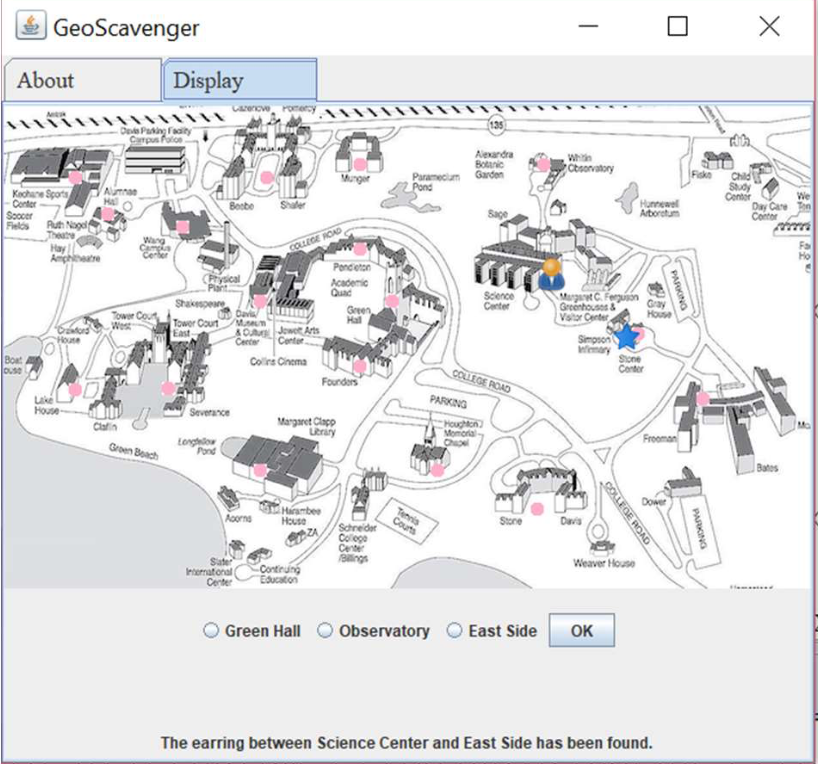 GeoScavenger
About
Display
Cazenove
Pomeroy
135
Davis Parking Facility
Campus Police
Alexandra
Botanic
Garden
Whitin
Observatory
Keohane Sports
Center
Alumnae
Hall
Beebe
Shafer
Munger
Paramecium
Pond
Fiske
Child
Study
Center
Day Care
Center
Soccer
Fields
Ruth Nagel
Theatre
Hay
Amphitheatre
Wang
Campus
Center
COLLEGE ROAD
Sage
Hunnewell
Arboretum
Physical
Plant
Pendleton
Academic
Quad
Science
Center
Margaret C. Ferguson
Greenhouses &
Visitor Center
Gray
House
PARKING
Shakespeare
Tower Court
West
Tower Court
East
Crawford
House
Davis
Museum
& Cultural
Center
Jewett Arts
Center
Green
Hall
Simpson
Infirmary
Stone
Center
Collins Cinema
Founders
COLLEGE ROAD
Lake
House
Claflin
Severance
PARKING
Freeman
Bates
Green Beach
Longfellow
Pond
Margaret Clapp
Library
Houghton
Memorial
Chapel
Acorns
Harambee
House
ZA
Schneider
College
Center
/Billings
Tennis
Courts
Stone
Davis
COLLEGE ROAD
Dower
PARKING
Slater
International
Center
Continuing
Education
Weaver House
Green Hall
Observatory
East Side
OK
The earring between Science Center and East Side has been found.